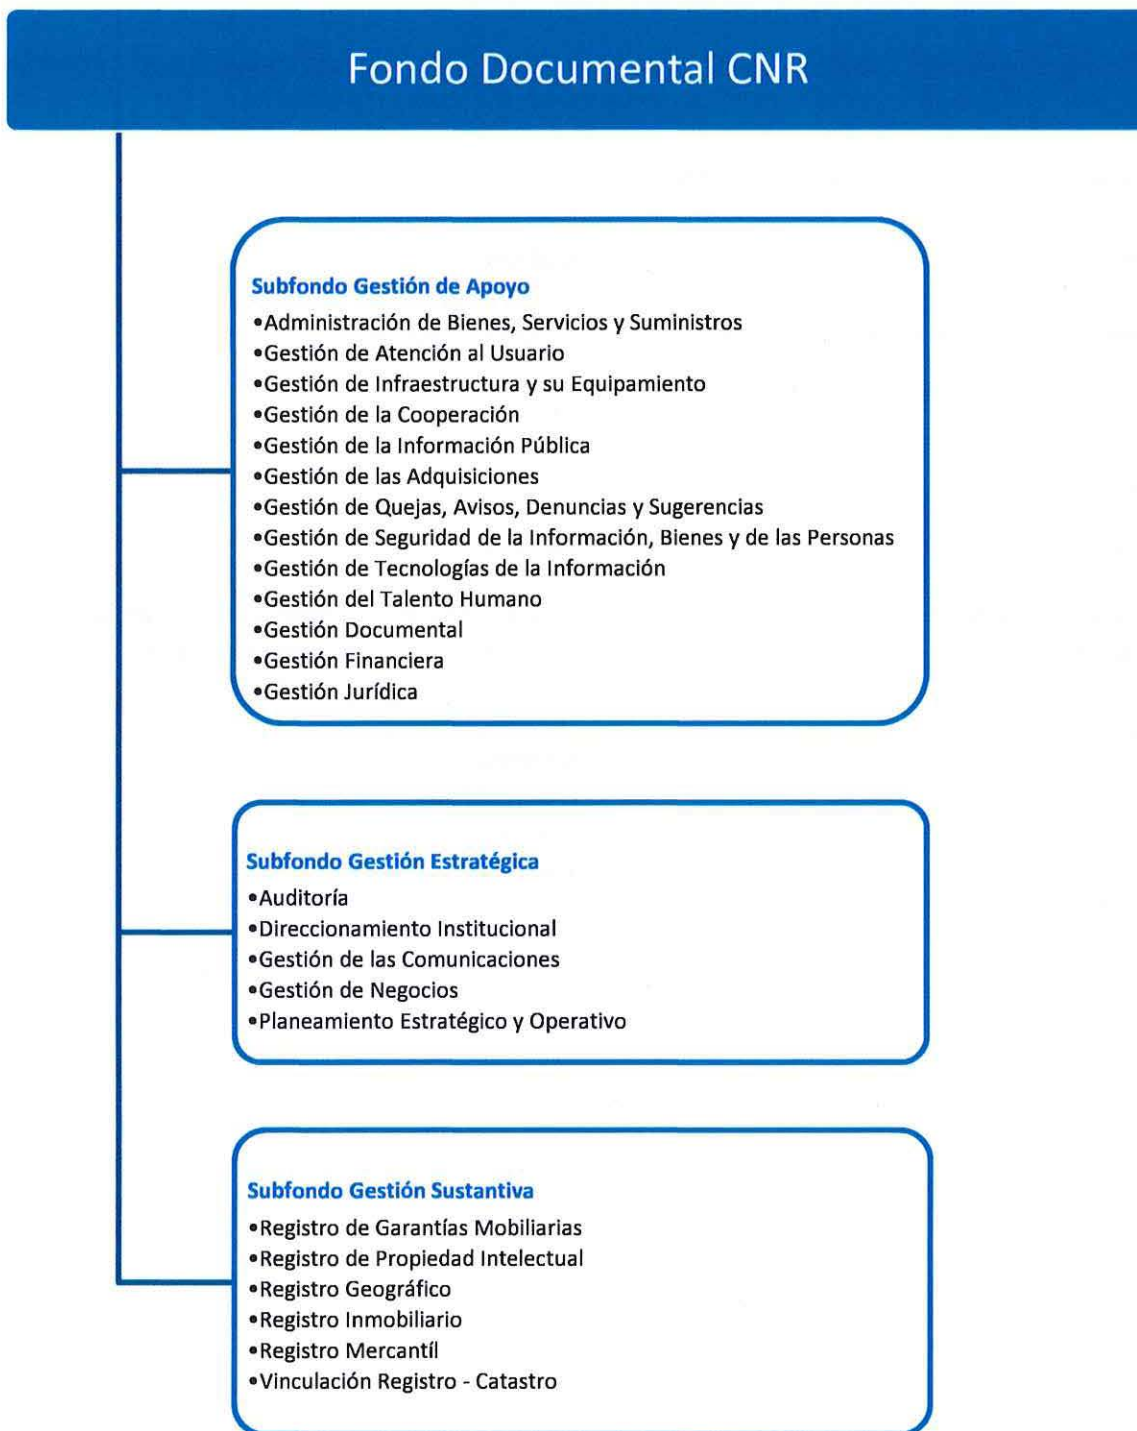 Fondo Documental CNR
Subfondo Gestión de Apoyo
•Administración de Bienes, Servicios y Suministros
•Gestión de Atención al Usuario
•Gestión de Infraestructura y su Equipamiento
•Gestión de la Cooperación
•Gestión de la Información Pública
•Gestión de las Adquisiciones
•Gestión de Quejas, Avisos, Denuncias y Sugerencias
•Gestión de Seguridad de la Información, Bienes y de las Personas
•Gestión de Tecnologías de la Información
•Gestión del Talento Humano
•Gestión Documental
•Gestión Financiera
•Gestión Jurídica
Subfondo Gestión Estratégica
•Auditoría
•Direccionamiento Institucional
•Gestión de las Comunicaciones
•Gestión de Negocios
•Planeamiento Estratégico y Operativo
Subfondo Gestión Sustantiva
•Registro de Garantías Mobiliarias
•Registro de Propiedad Intelectual
•Registro Geográfico
•Registro Inmobiliario
•Registro Mercantíl
•Vinculación Registro - Catastro